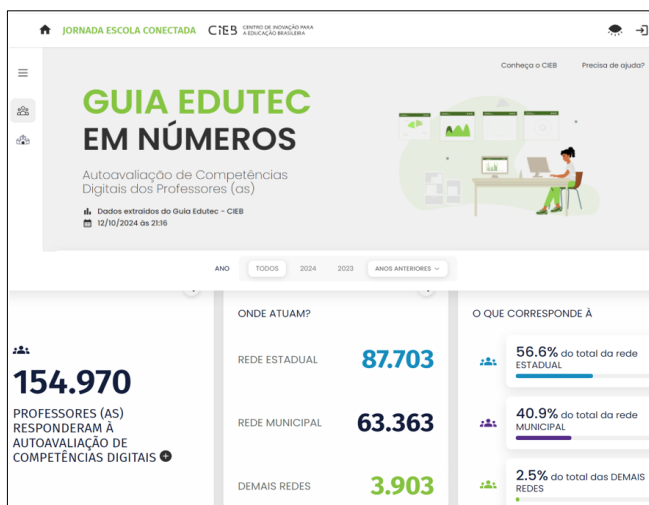 JORNADA ESCOLA CONECTADA
CIEB CENTRO DE INOVAÇÃO PARA
A EDUCAÇÃO BRASILEIRA
Conheça o CIEB
Precisa de ajuda?
GUIA EDUTEC
EM NÚMEROS
Autoavaliação de Competências
Digitais dos Professores (as)
Dados extraídos do Guia Edutec - CIEB
12/10/2024 às 21:16
ANO TODOS 2024 2023 ANOS ANTERIORES
154.970
PROFESSORES (AS)
RESPONDERAM À
AUTOAVALIAÇÃO DE
COMPETÊNCIAS DIGITAIS
ONDE ATUAM?
REDE ESTADUAL 87.703
REDE MUNICIPAL 63.363
DEMAIS REDES 3.903
O QUE CORRESPONDE À
56.6% do total da rede
ESTADUAL
40.9% do total da rede
MUNICIPAL
2.5% do total das DEMAIS
REDES